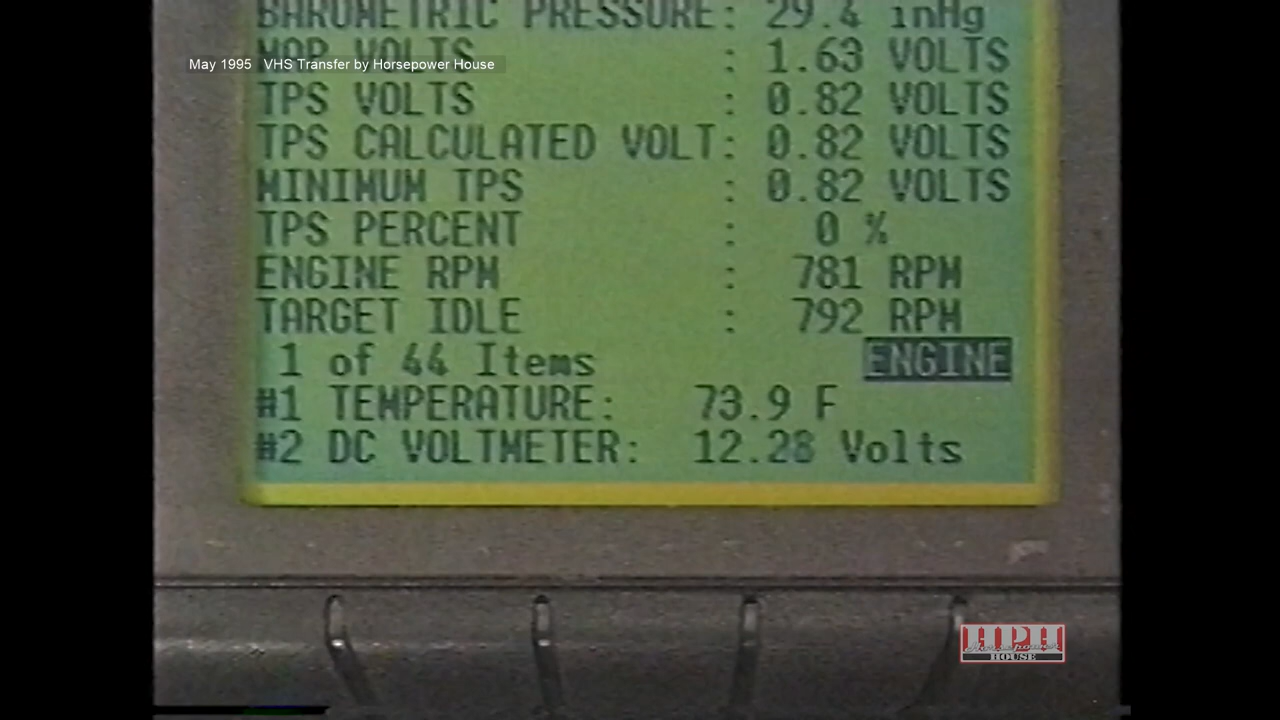 BAROMETRIC PRESSURE: 29.4 inHg
May 1995 VHS Transfer by Horsepower House
MAP VOLTS : 1.63 VOLTS
TPS VOLTS : 0.82 VOLTS
TPS CALCULATED VOLT: 0.82 VOLTS
MINIMUM TPS : 0.82 VOLTS
TPS PERCENT : 0 %
ENGINE RPM : 781 RPM
TARGET IDLE : 792 RPM
1 of 44 Items ENGINE
#1 TEMPERATURE: 73.9 F
#2 DC VOLTMETER: 12.28 Volts
HPH
HOUSE